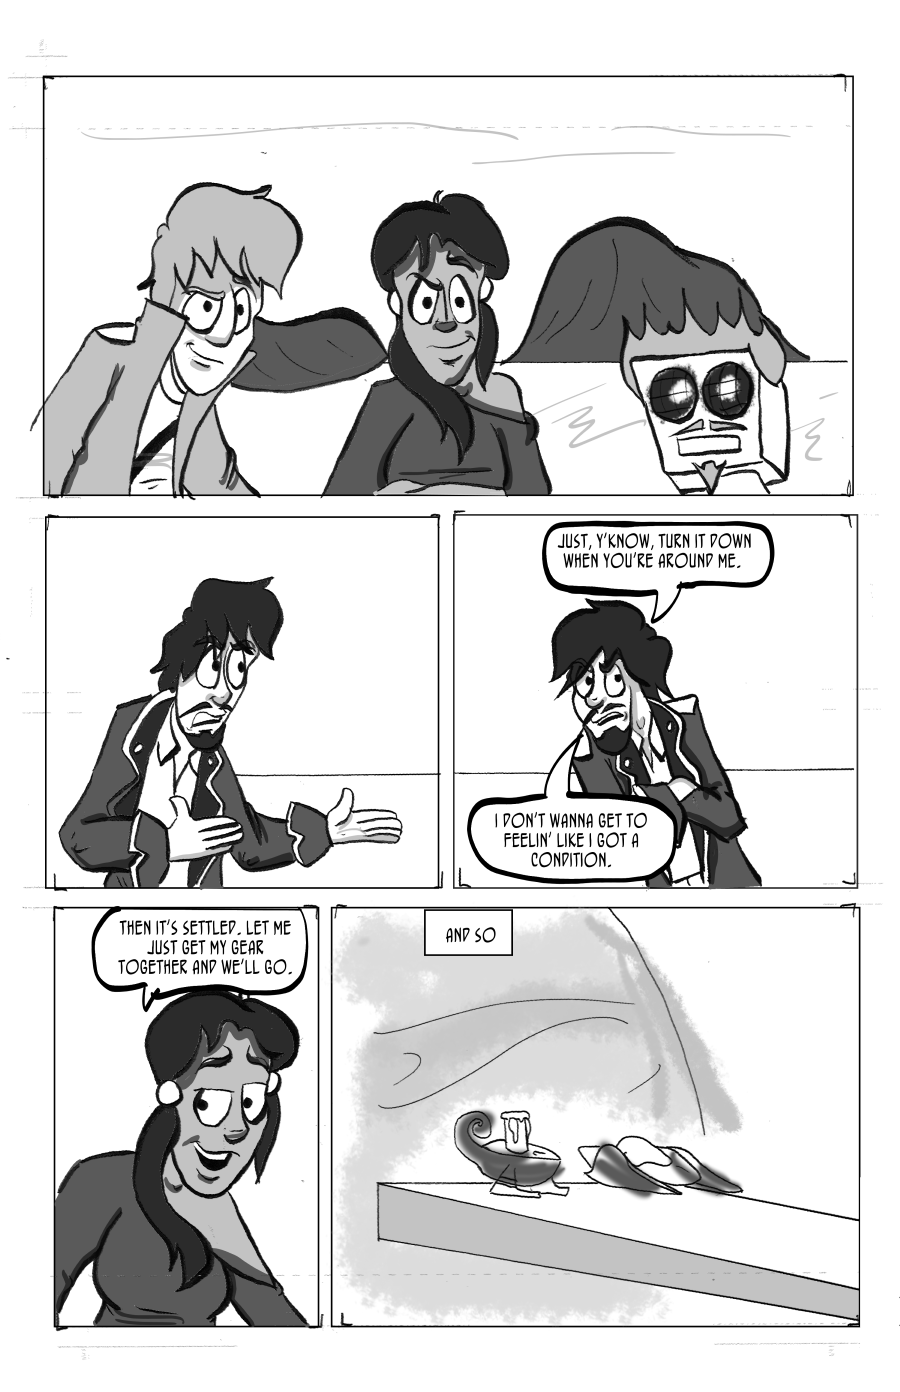 JUST, Y'KNOW, TURN IT DOWN
WHEN YOU'RE AROUND ME.
I DON'T WANNA GET TO
FEELIN' LIKE I GOT A
CONDITION.
THEN IT'S SETTLED. LET ME
JUST GET MY GEAR
TOGETHER AND WE'LL GO.
AND SO